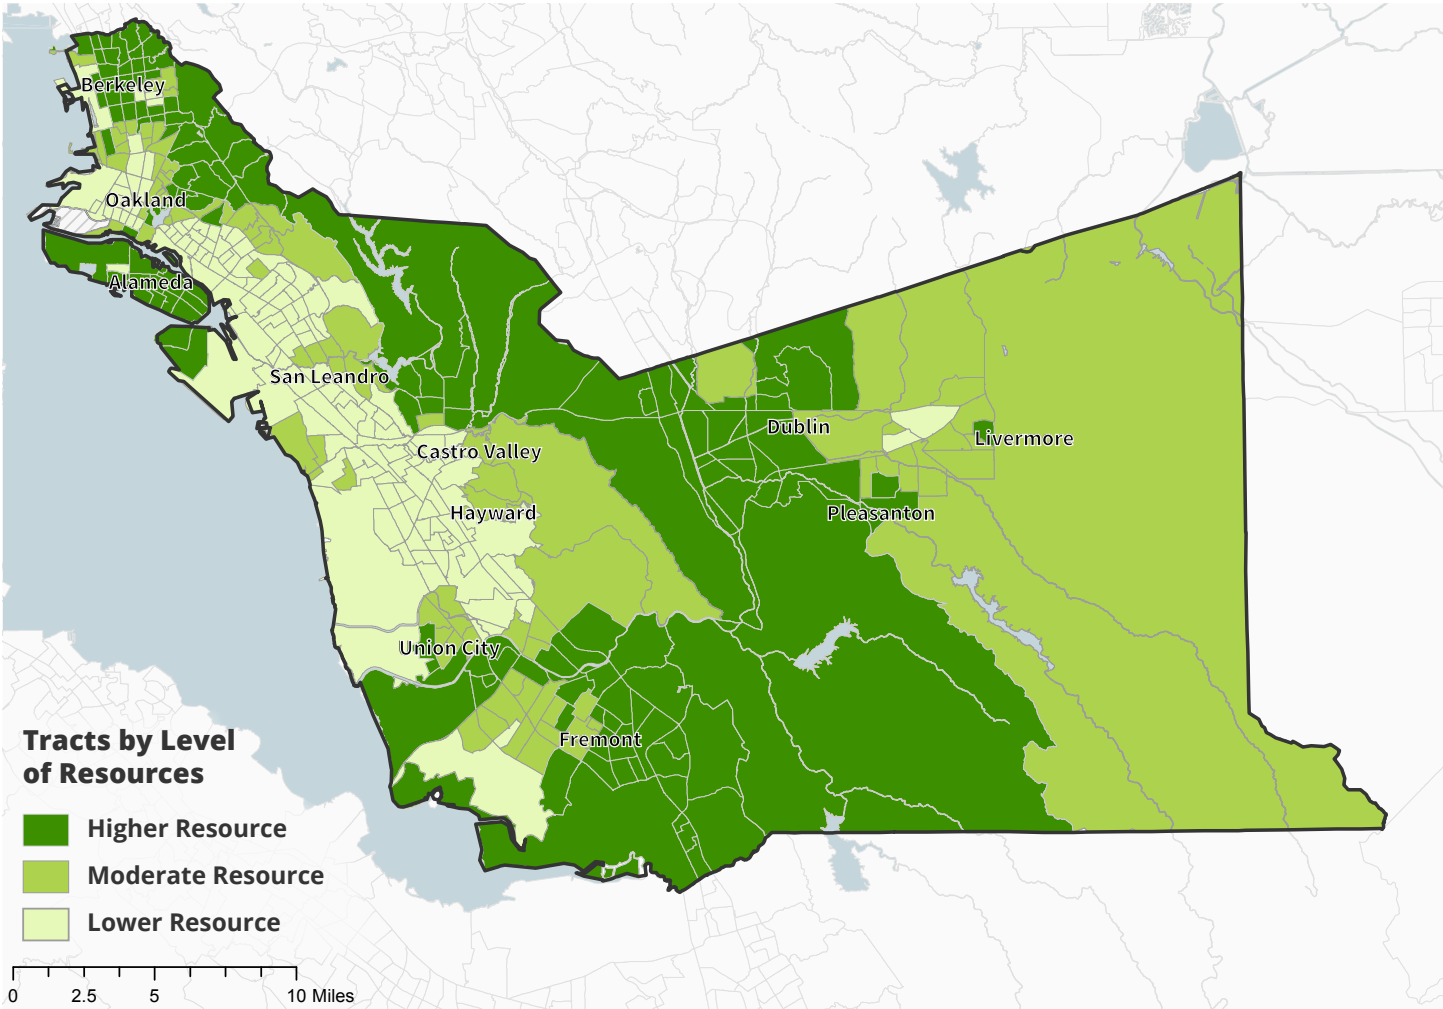 Berkeley
Oakland
Alameda
San Leandro
Castro Valley
Dublin
Livermore
Hayward
Pleasanton
Union City
Fremont
Tracts by Level
of Resources
Higher Resource
Moderate Resource
Lower Resource
0 2.5 5 10 Miles